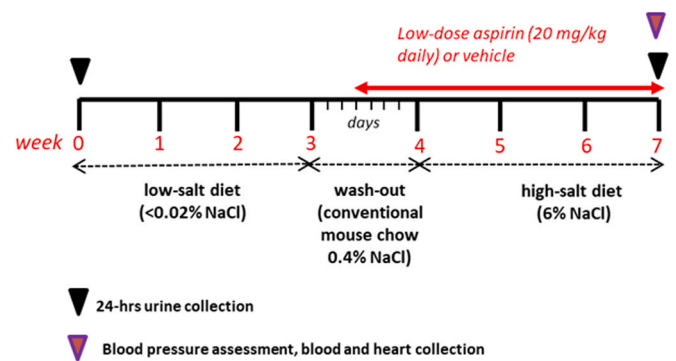 Low-dose aspirin (20 mg/kg
daily) or vehicle
days
week 0 1 2 3 4 5 6 7
low-salt diet
(<0.02% NaCl)
wash-out
(conventional
mouse chow
0.4% NaCl)
high-salt diet
(6% NaCl)
24-hrs urine collection
Blood pressure assessment, blood and heart collection